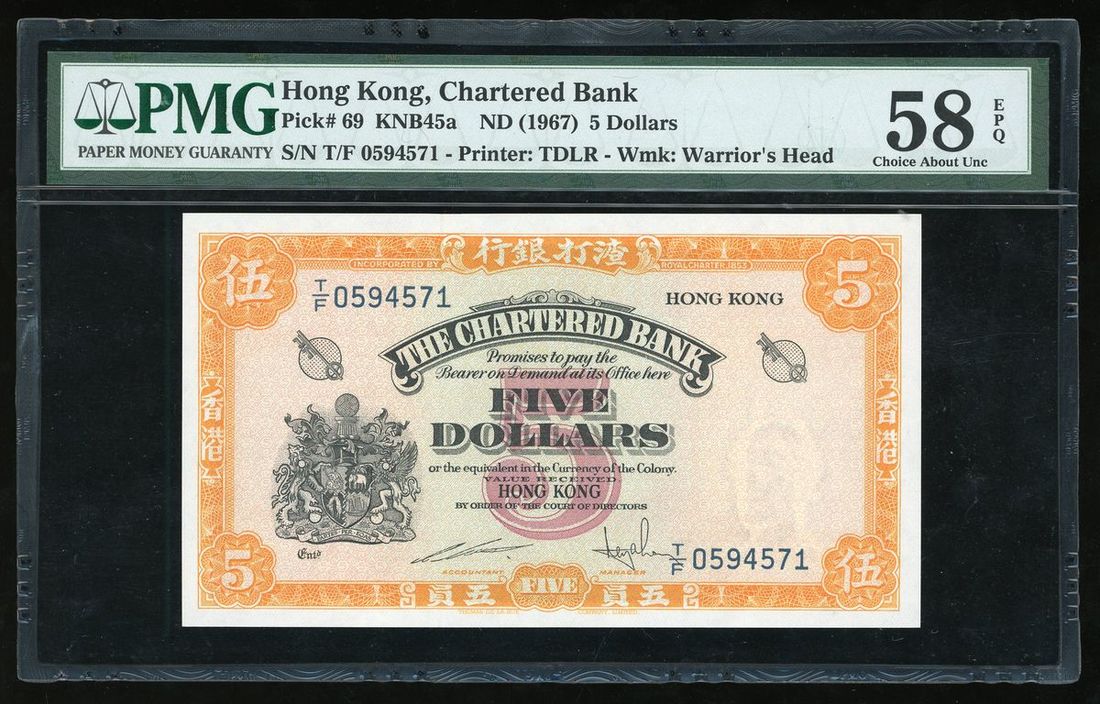 PMG
PAPER MONEY GUARANTY
Hong Kong, Chartered Bank
Pick# 69 KNB45a ND (1967) 5 Dollars
S/N T/F 0594571 - Printer: TDLR - Wmk: Warrior's Head
58 EPQ
Choice About Unc
行銀打渣
INCORPORATED BY ROYAL CHARTER 1853
伍
5
T/F 0594571
HONG KONG
THE CHARTERED BANK
Promises to pay the
Bearer on Demand at its Office here
5
FIVE
DOLLARS
香港
香港
or the equivalent in the Currency of the Colony.
VALUE RECEIVED
HONG KONG
BY ORDER OF THE COURT OF DIRECTORS
Entd
T/F 0594571
ACCOUNTANT
MANAGER
5
伍
員五
FIVE
員五